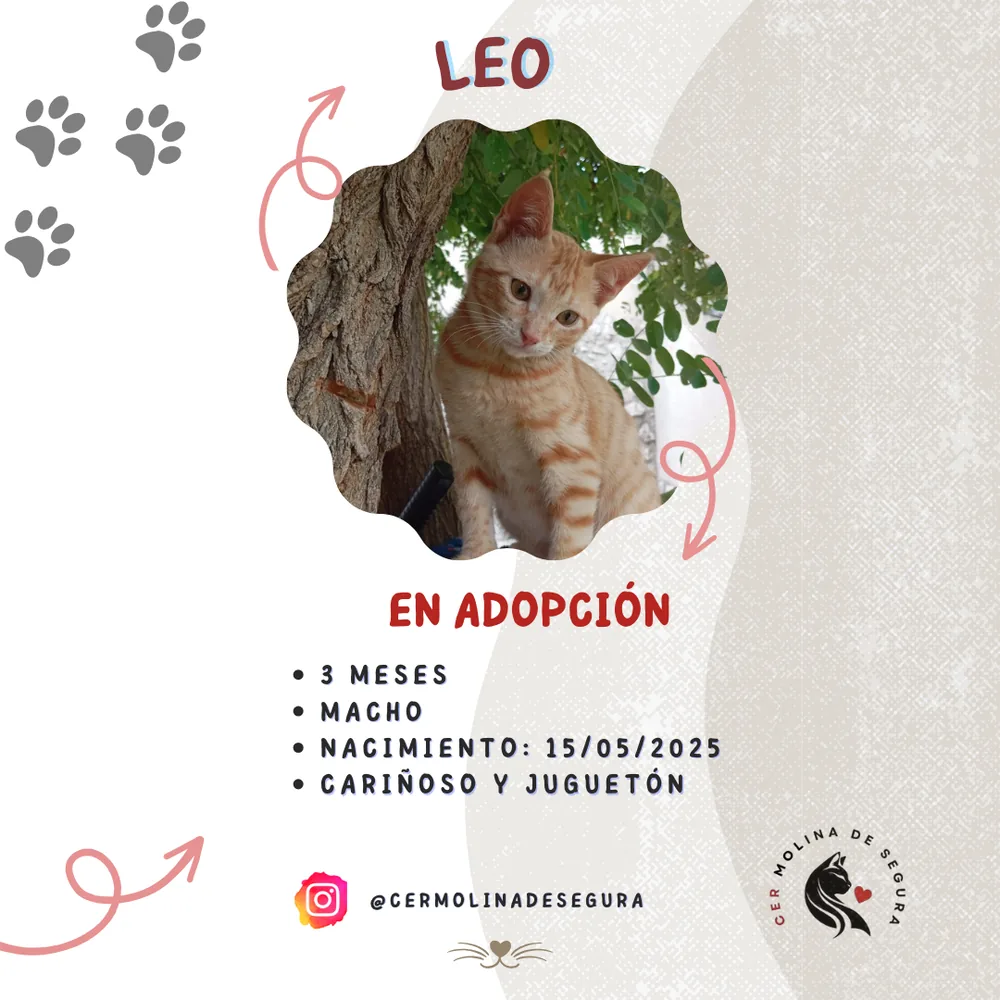 LEO
EN ADOPCIÓN
• 3 MESES
• MACHO
• NACIMIENTO: 15/05/2025
• CARIÑOSO Y JUGUETÓN
@CERMOLINADESEGURA
CER MOLINA DE SEGURA